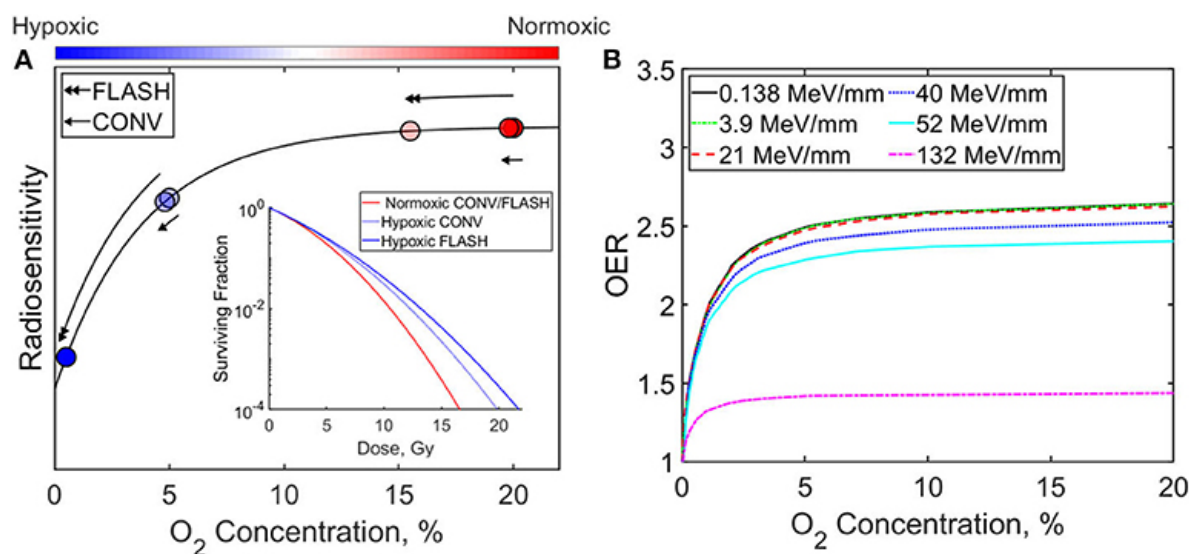 Hypoxic
Normoxic
A
FLASH
CONV
Radiosensitivity
Normoxic CONV/FLASH
Hypoxic CONV
Hypoxic FLASH
Surviving Fraction
10^0
10^-2
10^-4
0 5 10 15 20
Dose, Gy
0 5 10 15 20
O_2 Concentration, %
B
0.138 MeV/mm
3.9 MeV/mm
21 MeV/mm
40 MeV/mm
52 MeV/mm
132 MeV/mm
OER
3.5
3
2.5
2
1.5
1
0 5 10 15 20
O_2 Concentration, %